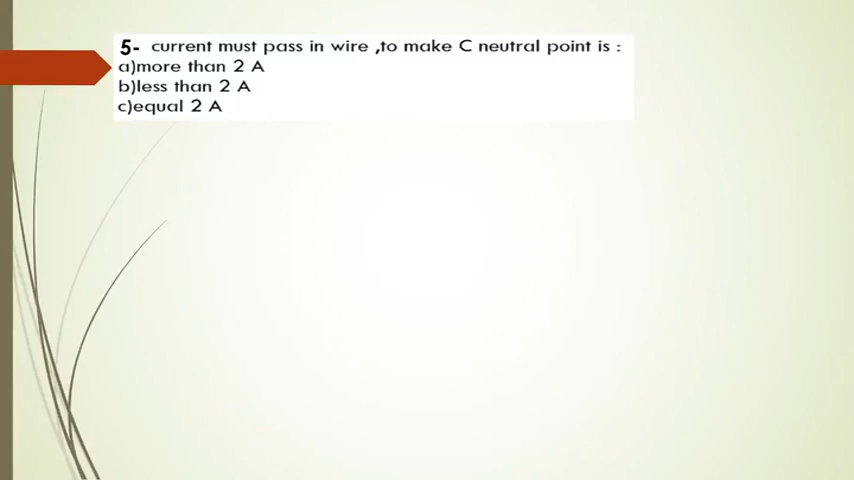 5- current must pass in wire ,to make C neutral point is :
a)more than 2 A
b)less than 2 A
c)equal 2 A